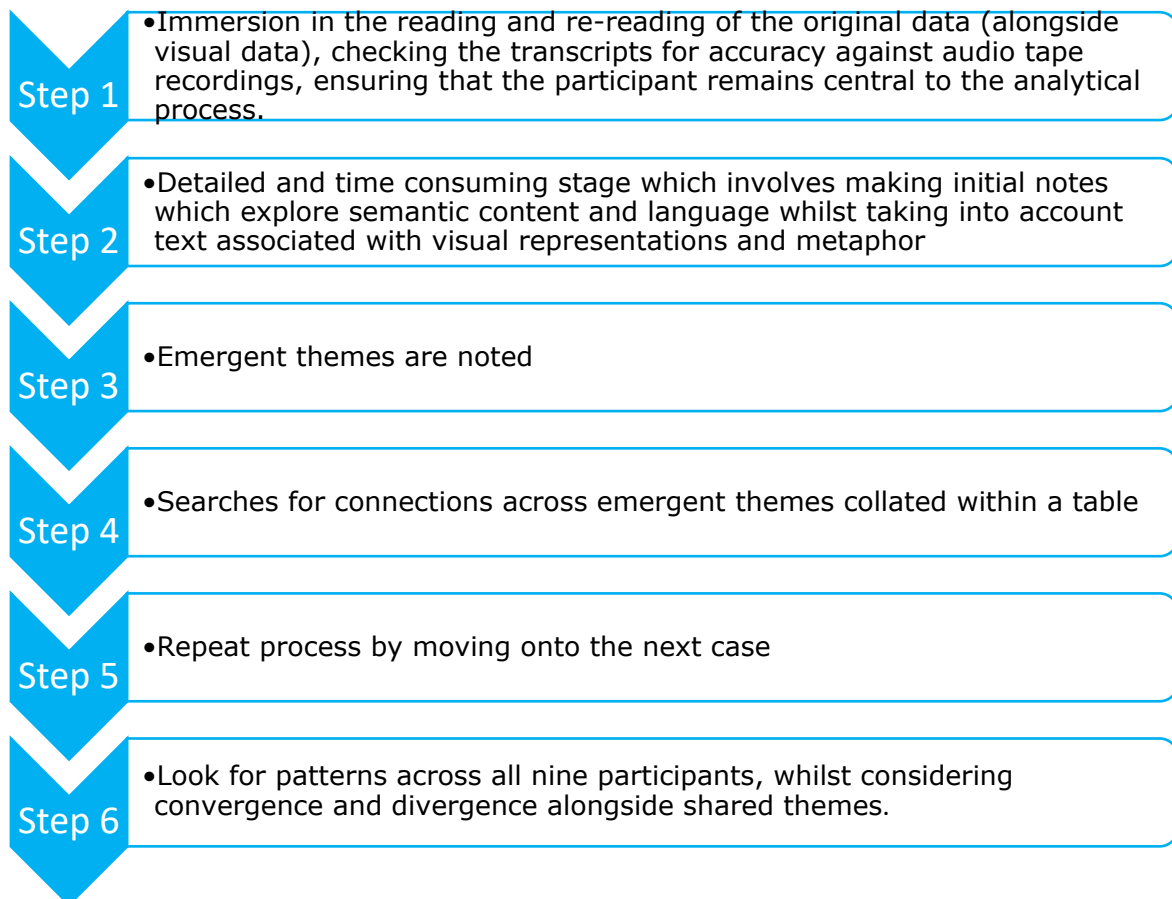 Step 1
•Immersion in the reading and re-reading of the original data (alongside
visual data), checking the transcripts for accuracy against audio tape
recordings, ensuring that the participant remains central to the analytical
process.
Step 2
•Detailed and time consuming stage which involves making initial notes
which explore semantic content and language whilst taking into account
text associated with visual representations and metaphor
Step 3
•Emergent themes are noted
Step 4
•Searches for connections across emergent themes collated within a table
Step 5
•Repeat process by moving onto the next case
Step 6
•Look for patterns across all nine participants, whilst considering
convergence and divergence alongside shared themes.